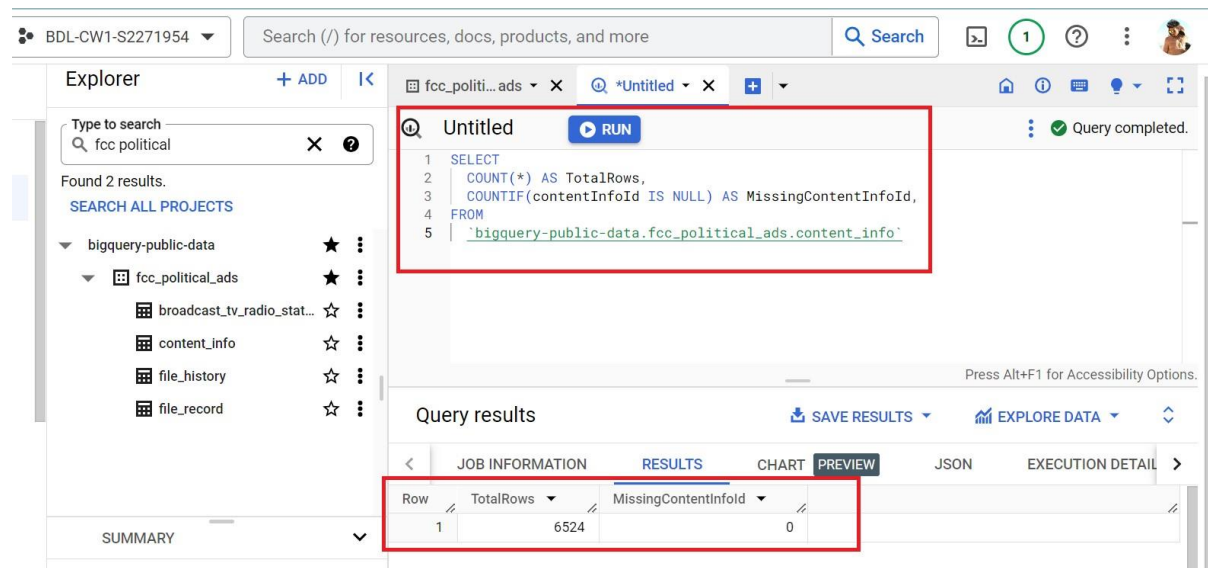 BDL-CW1-S2271954
Search (/) for resources, docs, products, and more
Search
1
Explorer
+ ADD
Type to search
fcc political
Found 2 results.
SEARCH ALL PROJECTS
bigquery-public-data
fcc_political_ads
broadcast_tv_radio_stat...
content_info
file_history
file_record
SUMMARY
fcc_politi... ads
*Untitled
Untitled
RUN
Query completed.
1 SELECT
2 COUNT(*) AS TotalRows,
3 COUNTIF(contentInfoId IS NULL) AS MissingContentInfoId,
4 FROM
5 `bigquery-public-data.fcc_political_ads.content_info`
Press Alt+F1 for Accessibility Options.
Query results
SAVE RESULTS
EXPLORE DATA
JOB INFORMATION
RESULTS
CHART PREVIEW
JSON
EXECUTION DETAIL
Row TotalRows MissingContentInfoId
1 6524 0